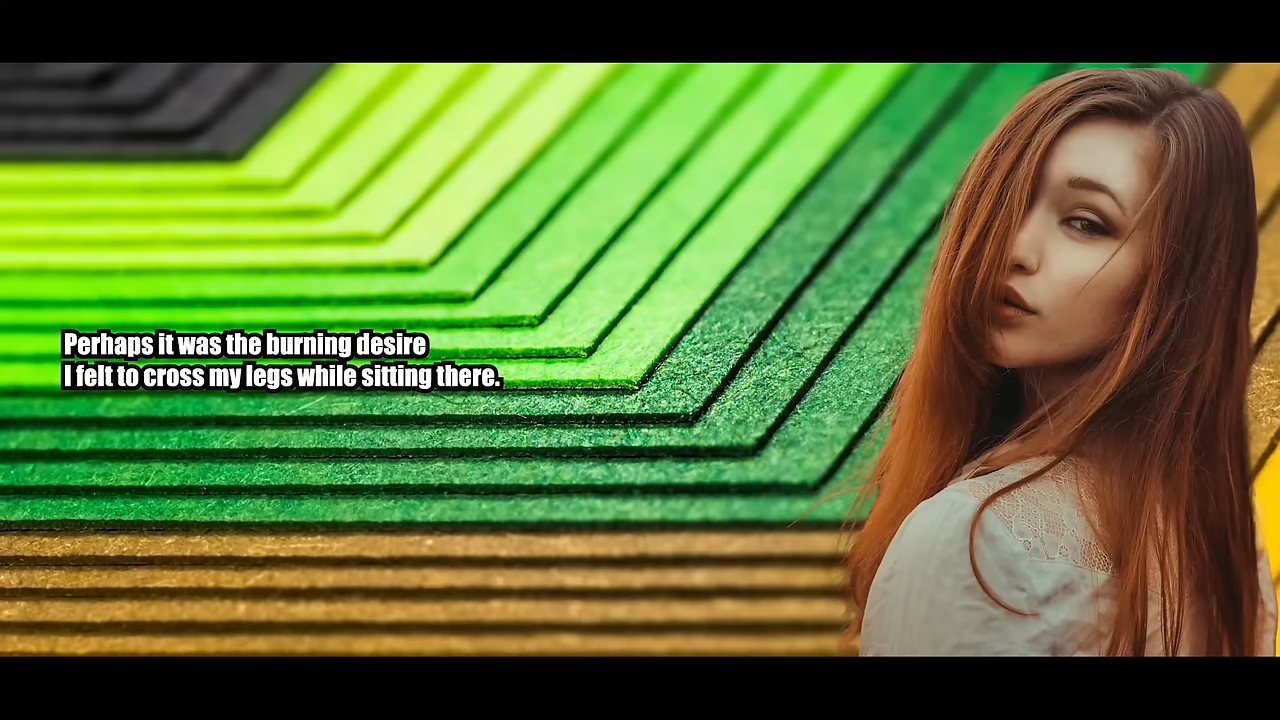 Perhaps it was the burning desire
I felt to cross my legs while sitting there.